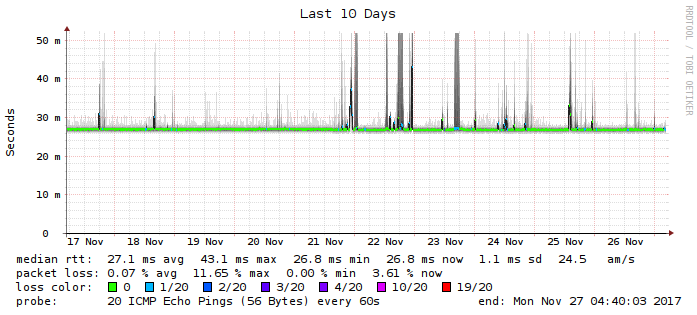 Last 10 Days
RRDTOOL / TOBI OETIKER
Seconds
50 m
40 m
30 m
20 m
10 m
0
17 Nov 18 Nov 19 Nov 20 Nov 21 Nov 22 Nov 23 Nov 24 Nov 25 Nov 26 Nov
median rtt: 27.1 ms avg 43.1 ms max 26.8 ms min 26.8 ms now 1.1 ms sd 24.5 am/s
packet loss: 0.07 % avg 11.65 % max 0.00 % min 3.61 % now
loss color: 0 1/20 2/20 3/20 4/20 10/20 19/20
probe: 20 ICMP Echo Pings (56 Bytes) every 60s end: Mon Nov 27 04:40:03 2017